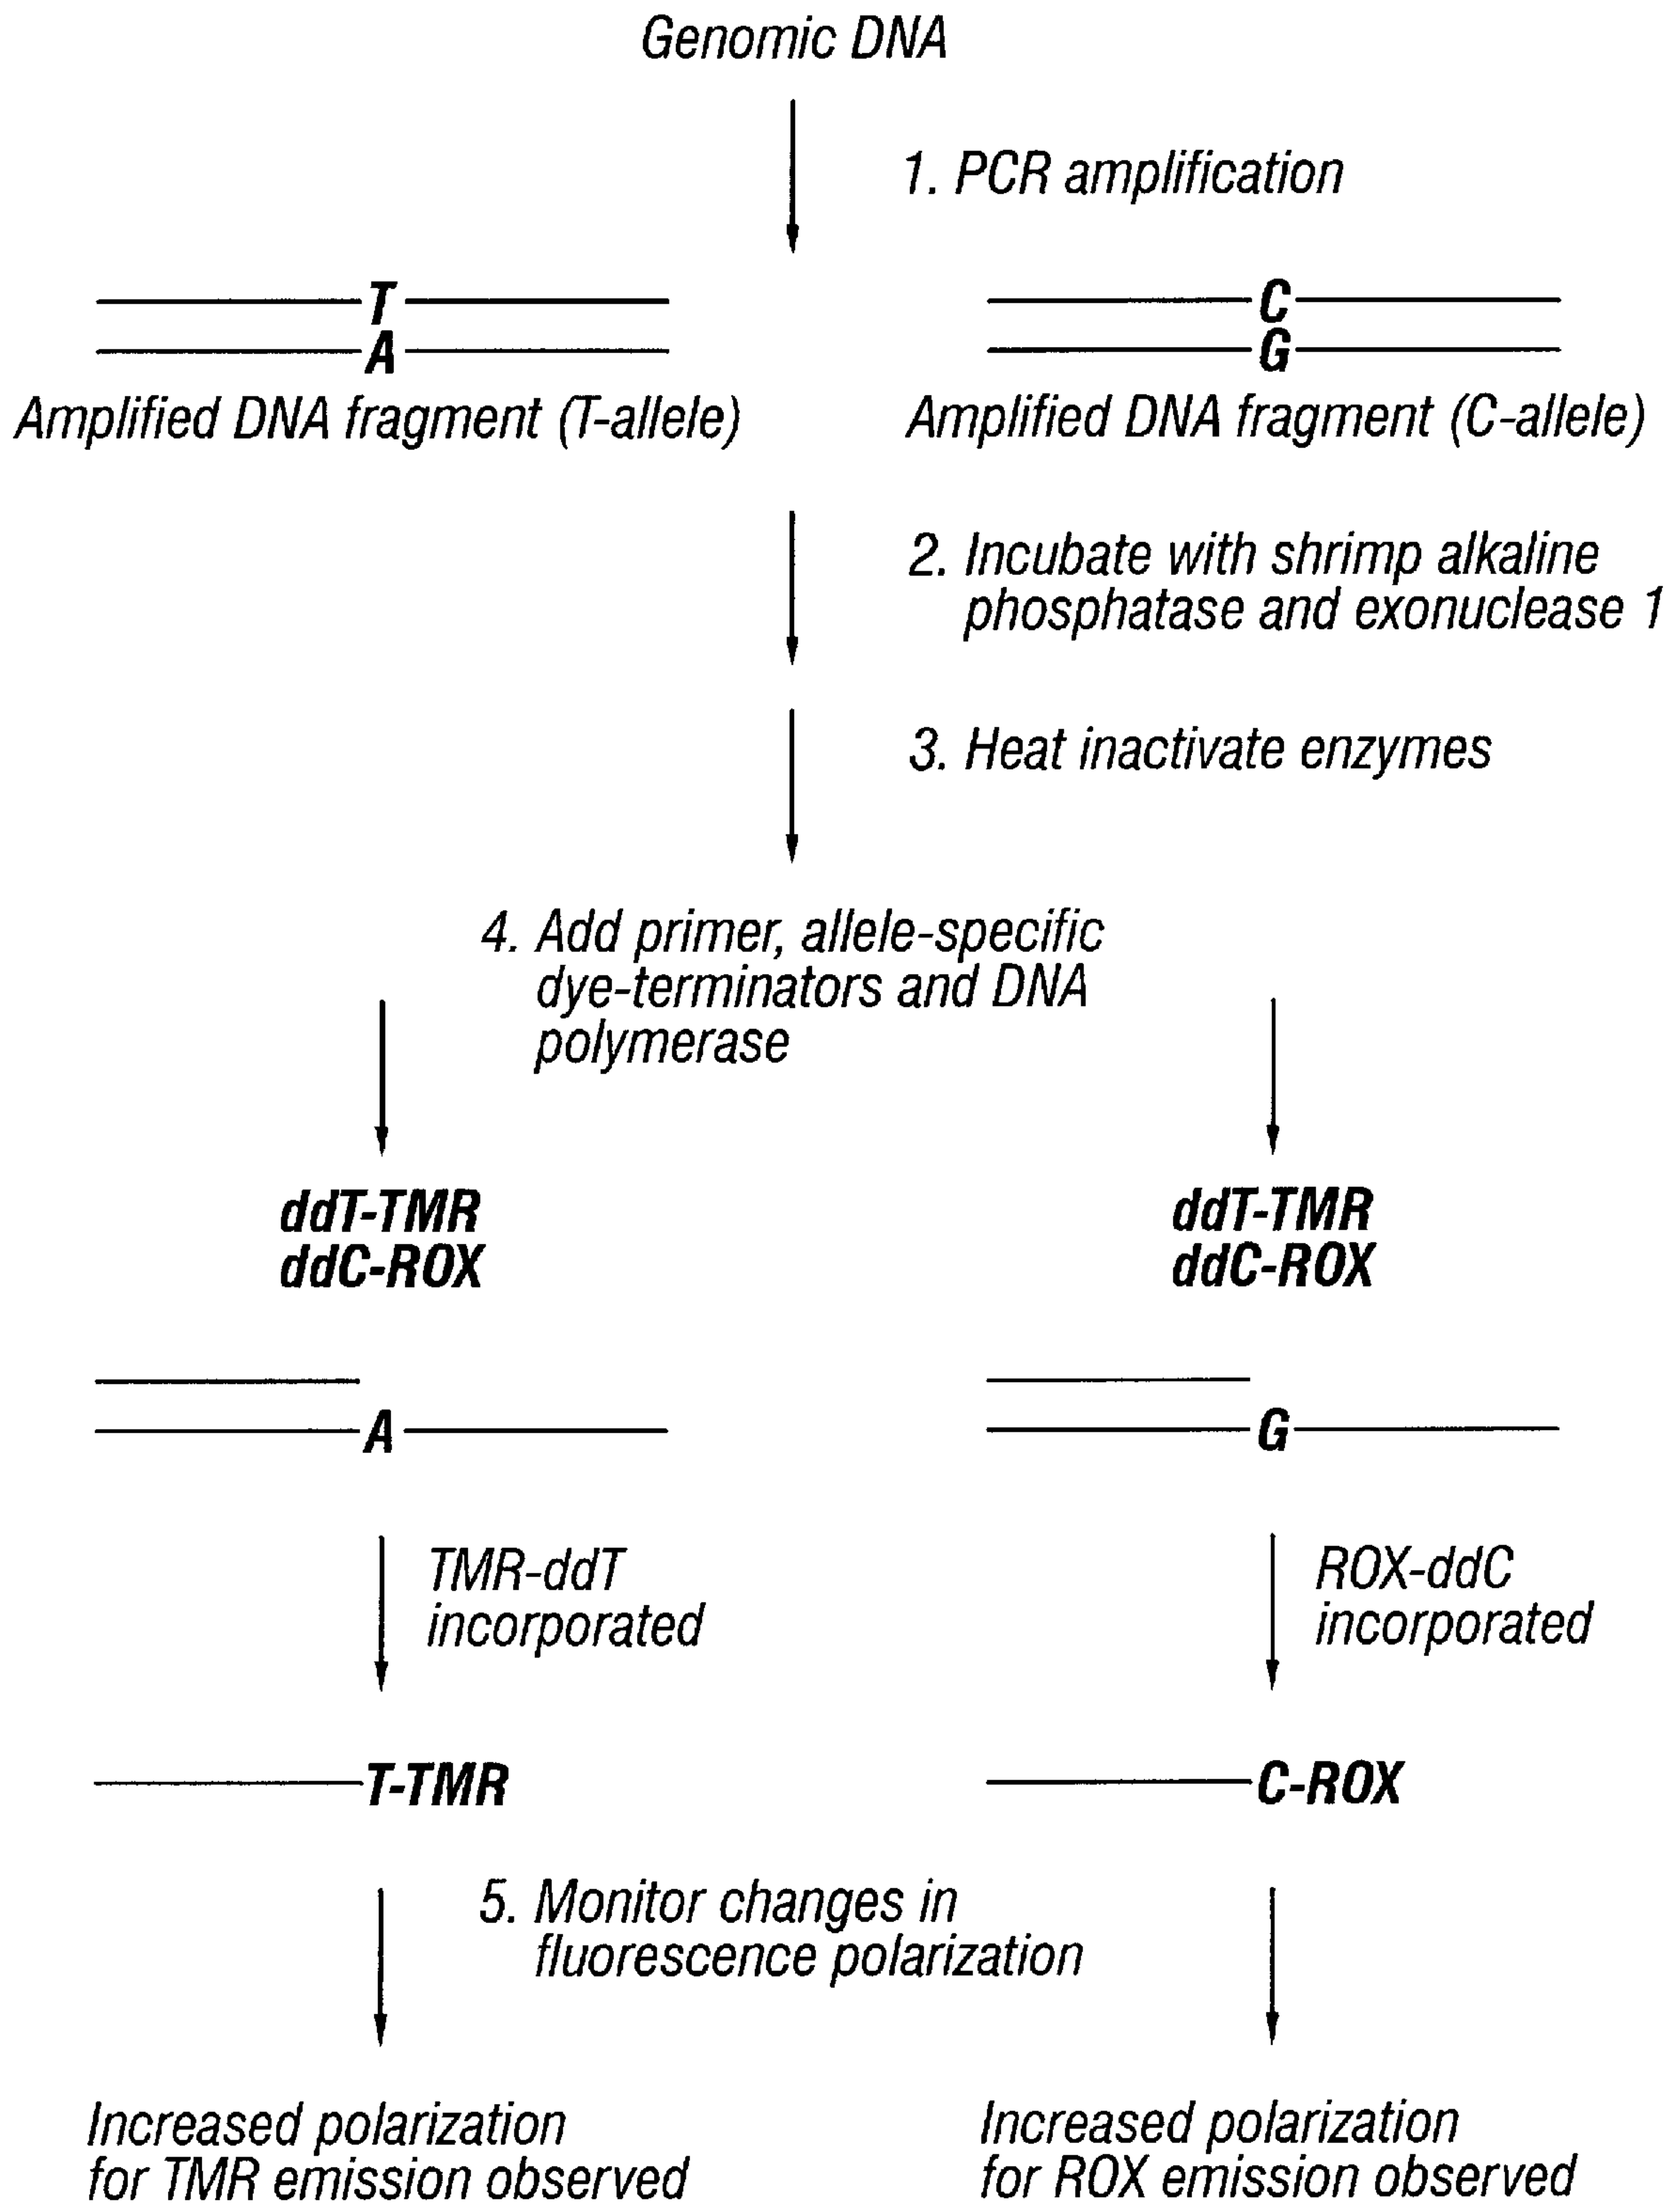 Genomic DNA
1. PCR amplification
T
A
Amplified DNA fragment (T-allele)
C
G
Amplified DNA fragment (C-allele)
2. Incubate with shrimp alkaline
phosphatase and exonuclease 1
3. Heat inactivate enzymes
4. Add primer, allele-specific
dye-terminators and DNA
polymerase
ddT-TMR
ddC-ROX
ddT-TMR
ddC-ROX
A
G
TMR-ddT
incorporated
ROX-ddC
incorporated
T-TMR
C-ROX
5. Monitor changes in
fluorescence polarization
Increased polarization
for TMR emission observed
Increased polarization
for ROX emission observed